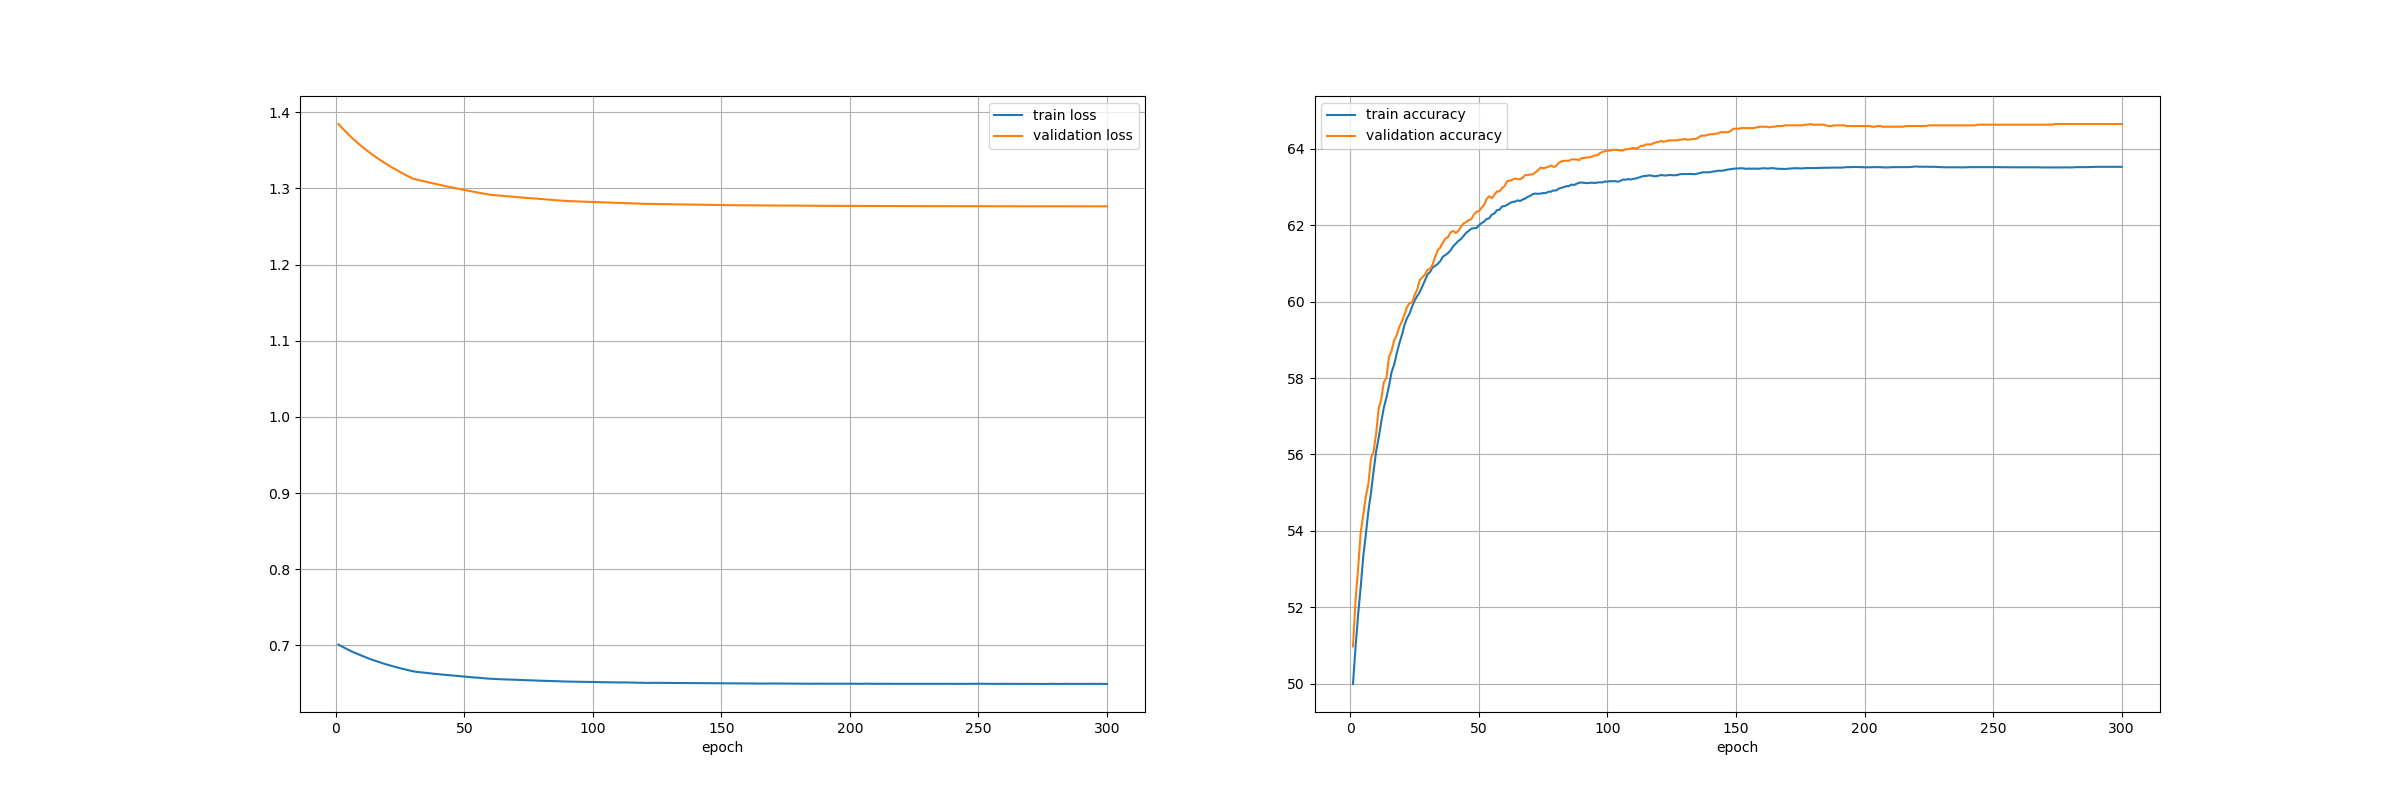 train loss
validation loss
1.4
1.3
1.2
1.1
1.0
0.9
0.8
0.7
0 50 100 150 200 250 300
epoch
train accuracy
validation accuracy
64
62
60
58
56
54
52
50
0 50 100 150 200 250 300
epoch